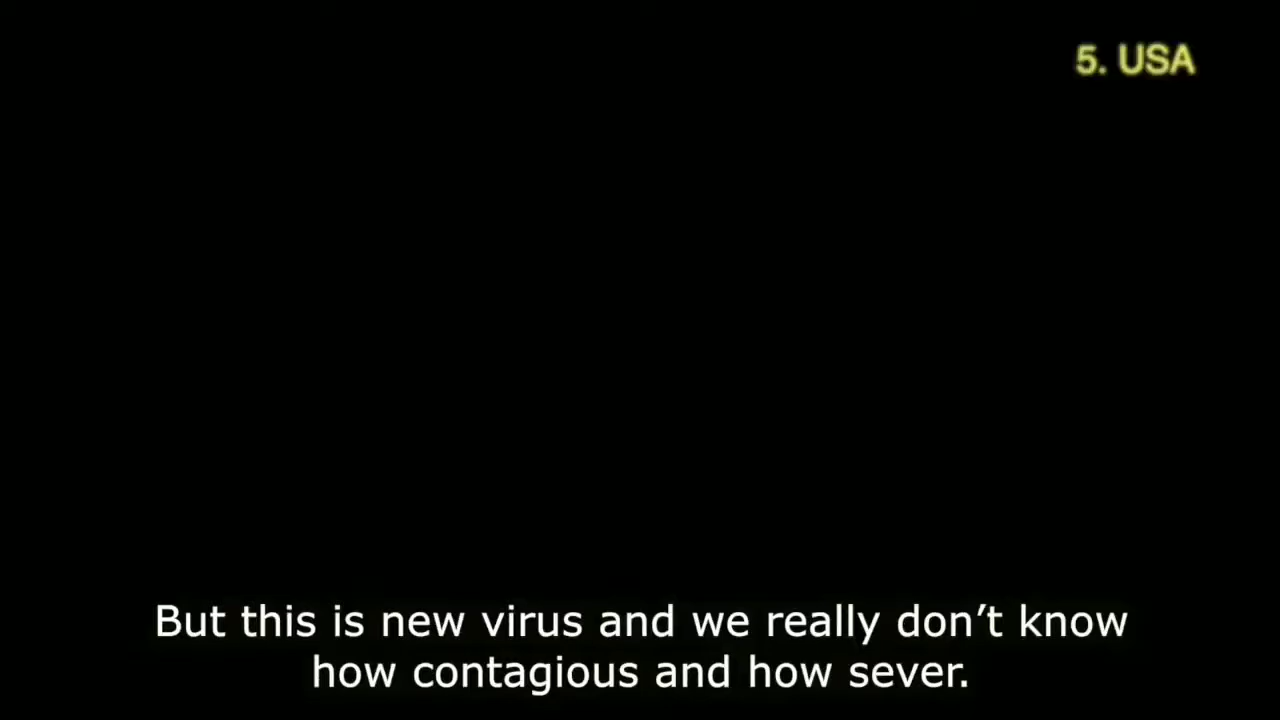 5. USA
But this is new virus and we really don’t know
how contagious and how sever.